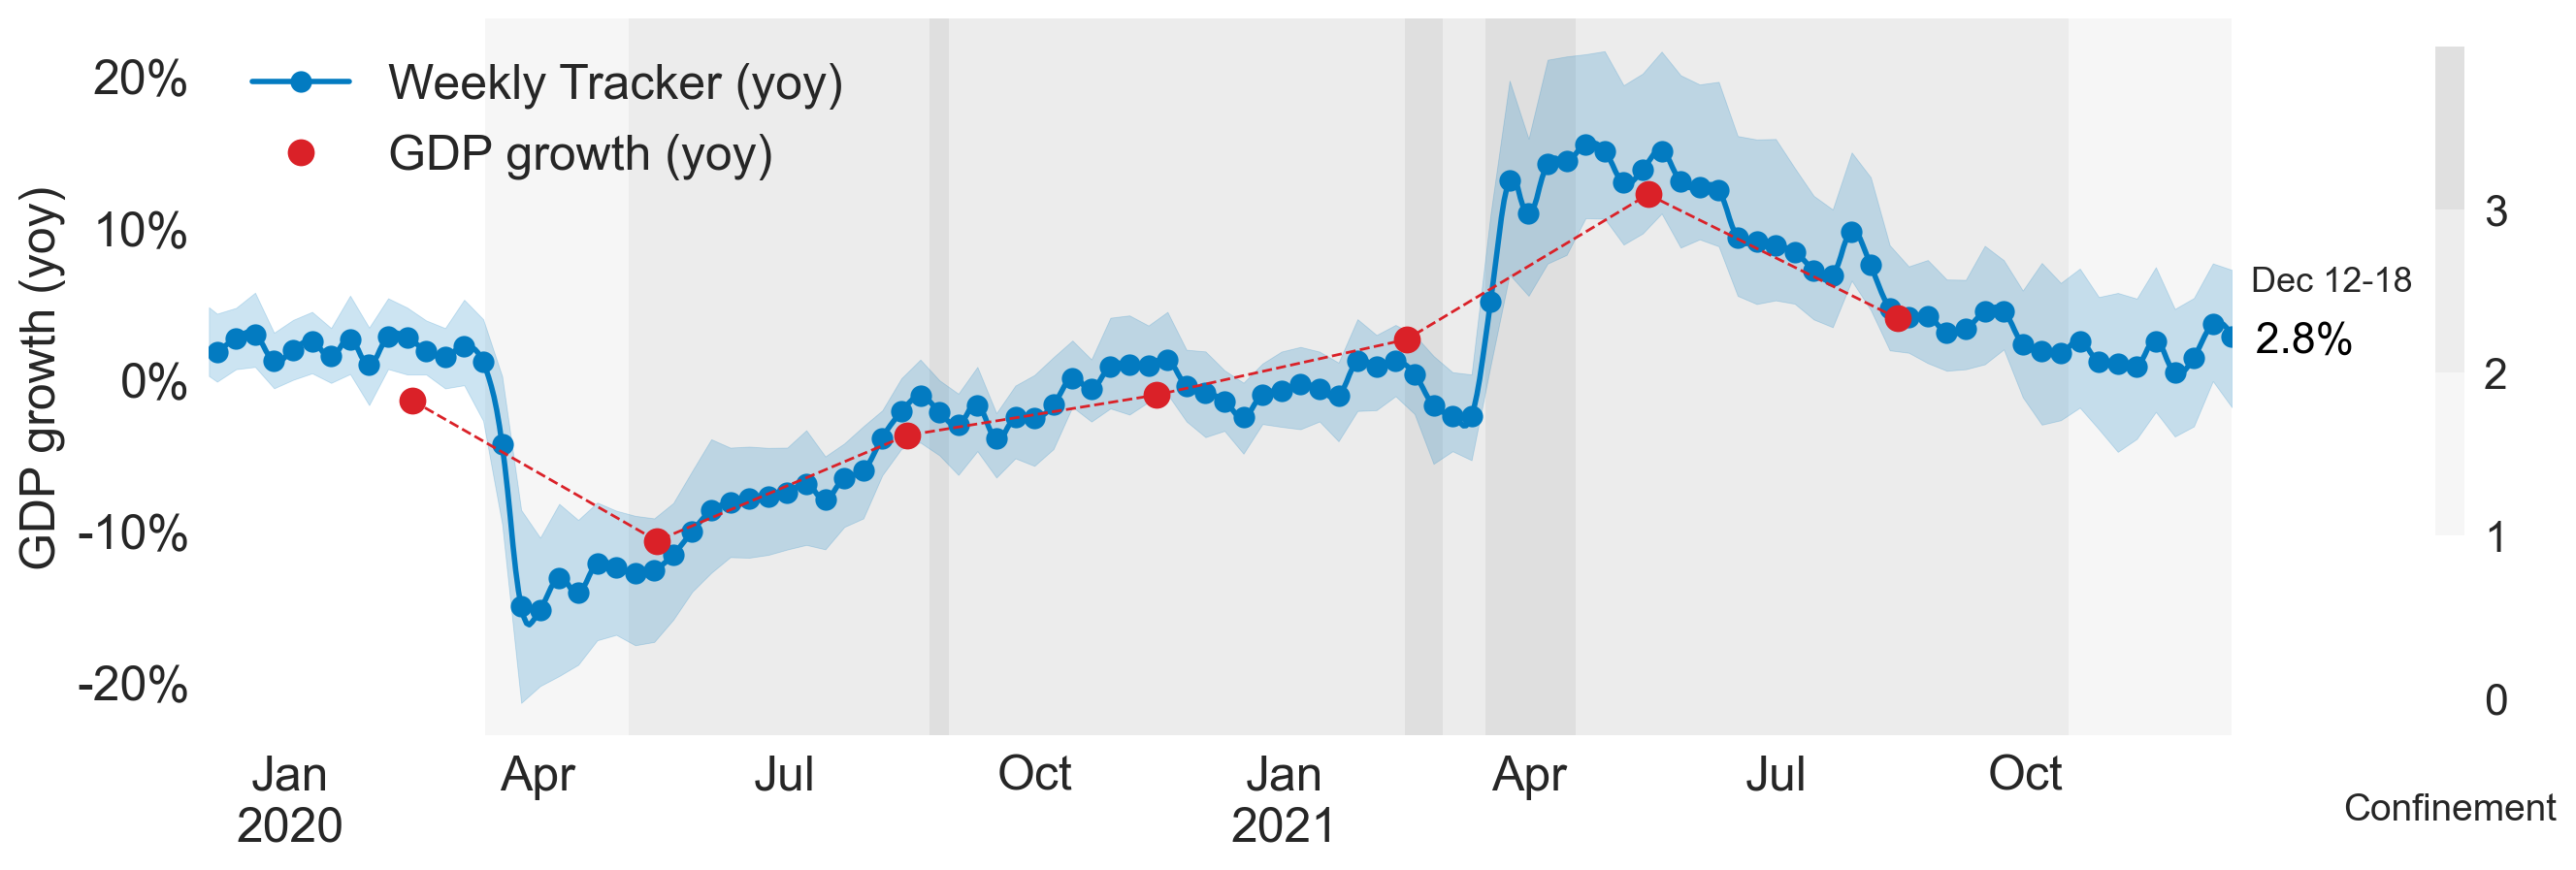 Weekly Tracker (yoy)
GDP growth (yoy)
GDP growth (yoy)
20%
10%
0%
-10%
-20%
Jan
2020
Apr
Jul
Oct
Jan
2021
Apr
Jul
Oct
Dec 12-18
2.8%
3
2
1
0
Confinement